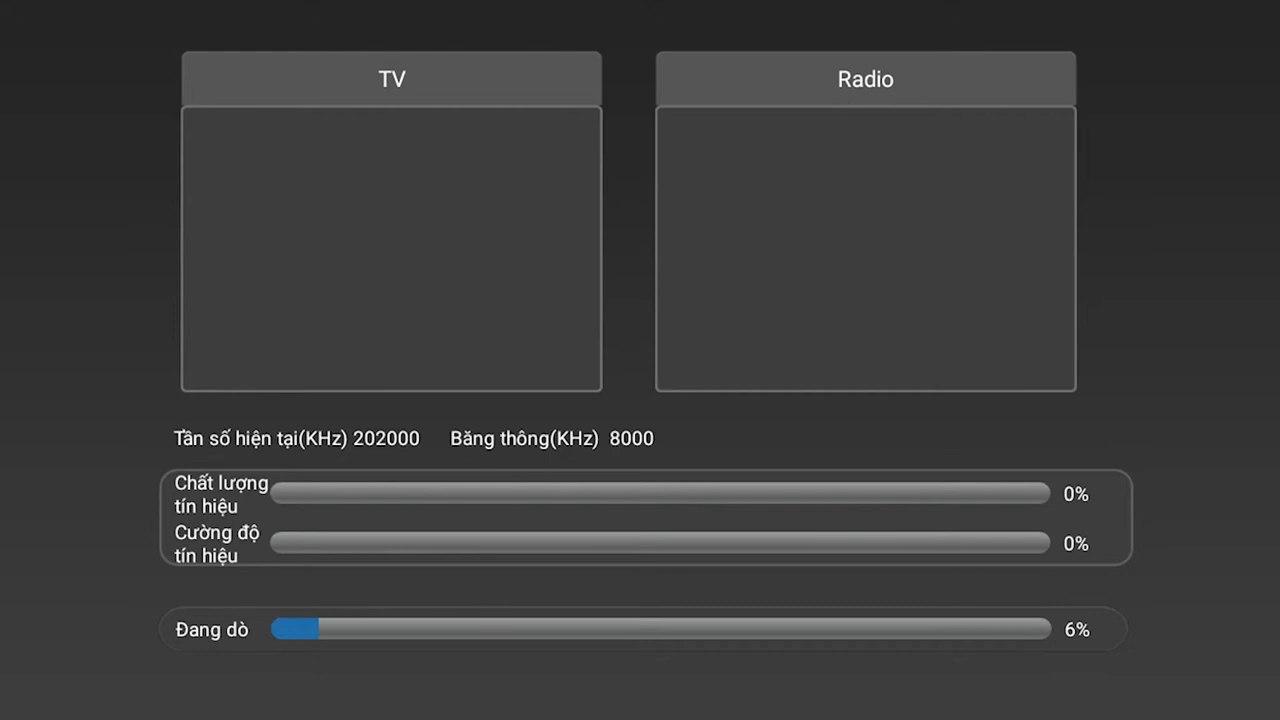 TV
Radio
Tần số hiện tại(KHz) 202000 Băng thông(KHz) 8000
Chất lượng
tín hiệu
0%
Cường độ
tín hiệu
0%
Đang dò
6%